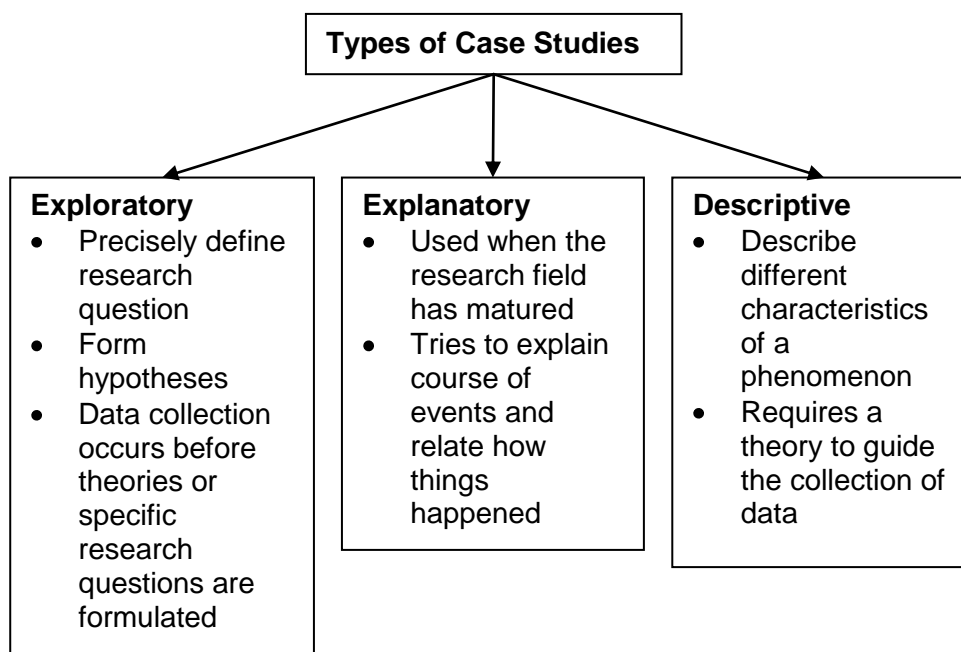 Types of Case Studies
Exploratory
• Precisely define
research
question
• Form
hypotheses
• Data collection
occurs before
theories or
specific
research
questions are
formulated
Explanatory
• Used when the
research field
has matured
• Tries to explain
course of
events and
relate how
things
happened
Descriptive
• Describe
different
characteristics
of a
phenomenon
• Requires a
theory to guide
the collection of
data